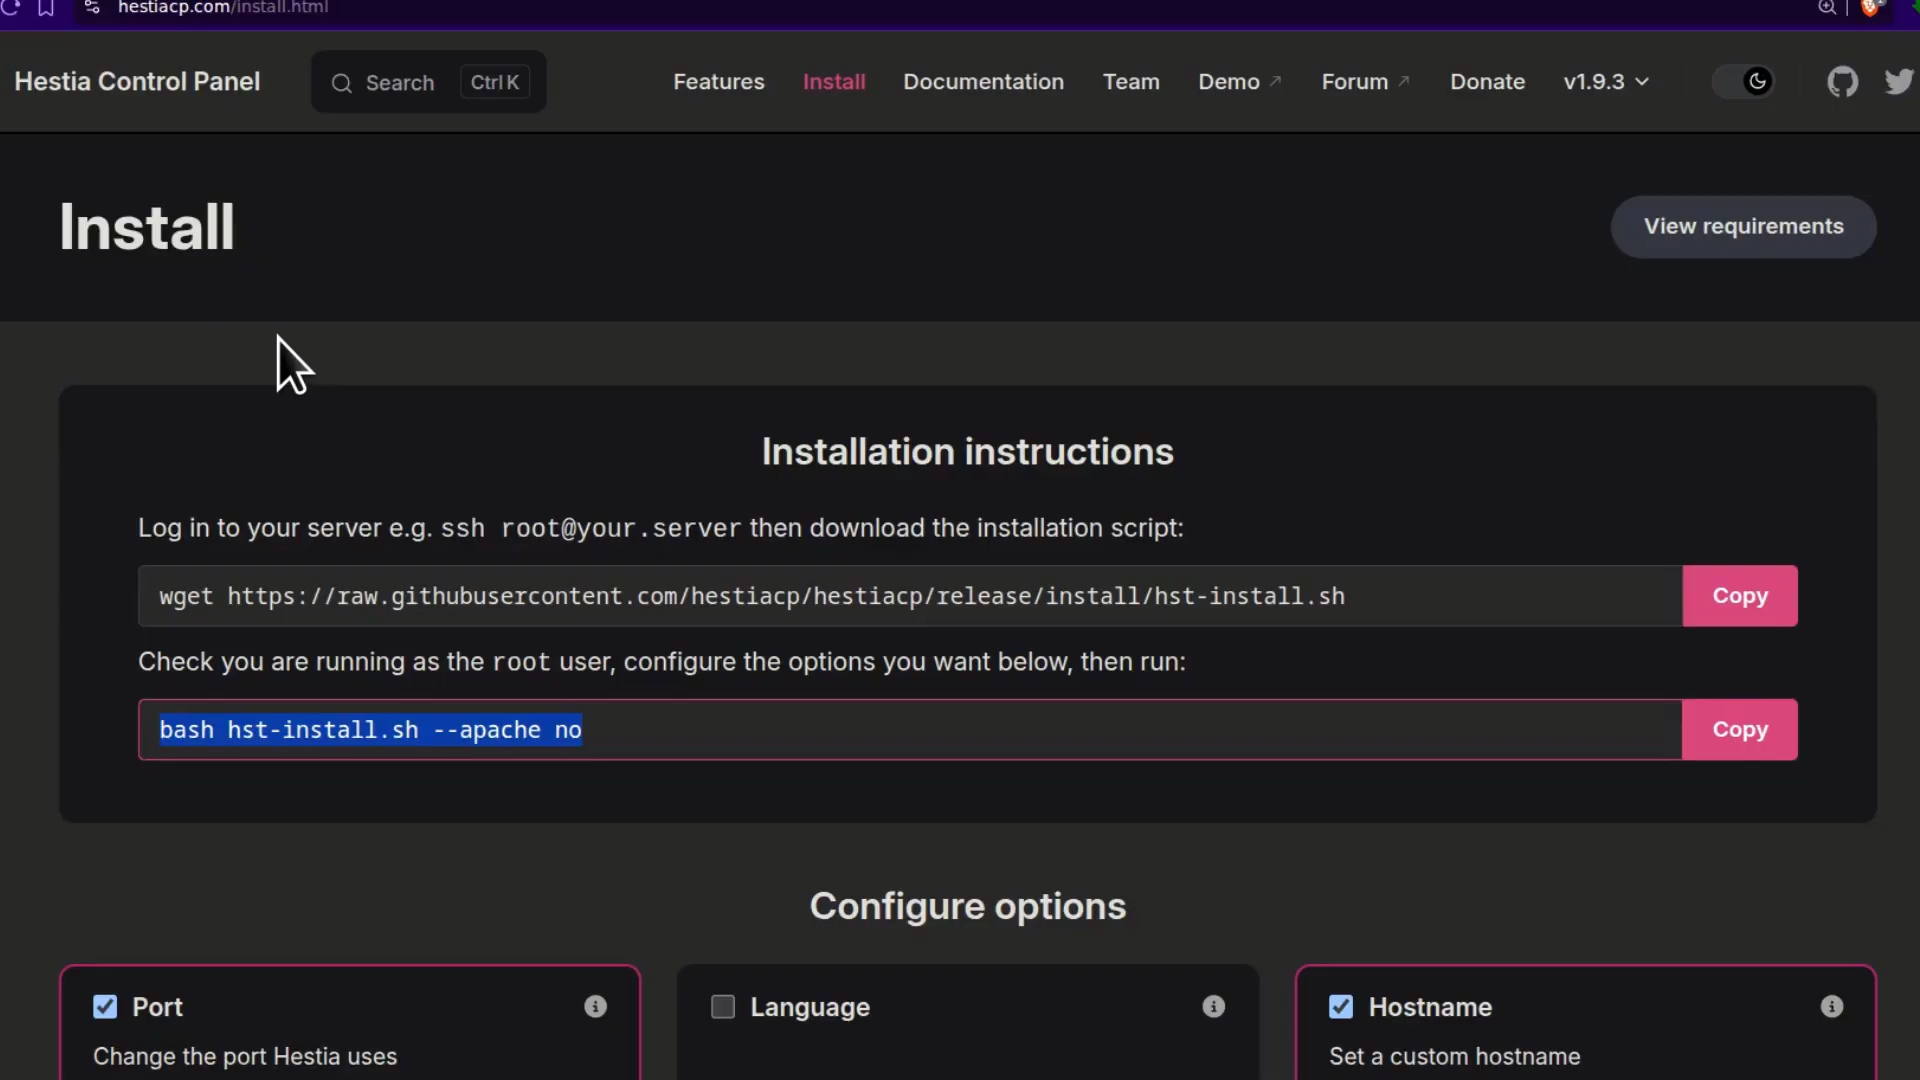 hestiacp.com/install.html
Hestia Control Panel
Search
Ctrl K
Features
Install
Documentation
Team
Demo
Forum
Donate
v1.9.3
Install
View requirements
Installation instructions
Log in to your server e.g. ssh root@your.server then download the installation script:
wget https://raw.githubusercontent.com/hestiacp/hestiacp/release/install/hst-install.sh
Copy
Check you are running as the root user, configure the options you want below, then run:
bash hst-install.sh --apache no
Copy
Configure options
Port
Language
Hostname
Change the port Hestia uses
Set a custom hostname